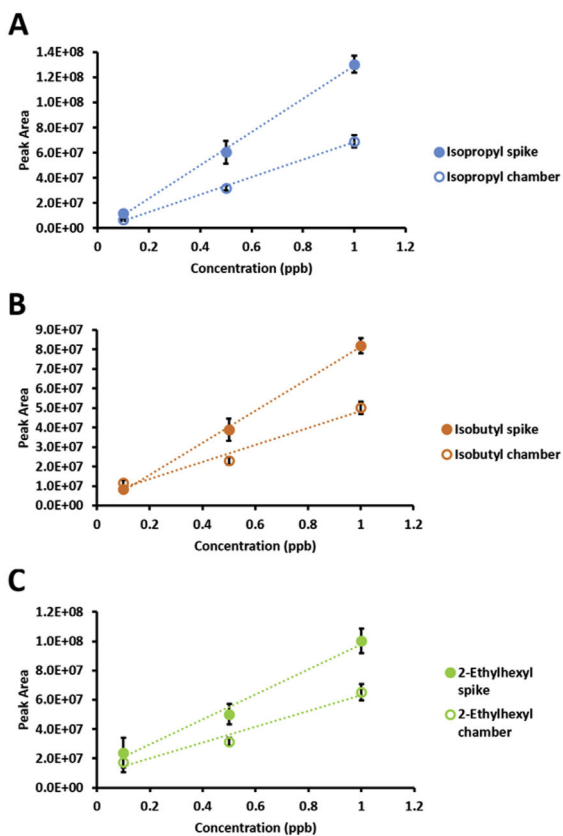 A
1.4E+08
1.2E+08
1.0E+08
8.0E+07
6.0E+07
4.0E+07
2.0E+07
0.0E+00
Peak Area
0 0.2 0.4 0.6 0.8 1 1.2
Concentration (ppb)
Isopropyl spike
Isopropyl chamber
B
9.0E+07
8.0E+07
7.0E+07
6.0E+07
5.0E+07
4.0E+07
3.0E+07
2.0E+07
1.0E+07
0.0E+00
Peak Area
0 0.2 0.4 0.6 0.8 1 1.2
Concentration (ppb)
Isobutyl spike
Isobutyl chamber
C
1.2E+08
1.0E+08
8.0E+07
6.0E+07
4.0E+07
2.0E+07
0.0E+00
Peak Area
0 0.2 0.4 0.6 0.8 1 1.2
Concentration (ppb)
2-Ethylhexyl
spike
2-Ethylhexyl
chamber